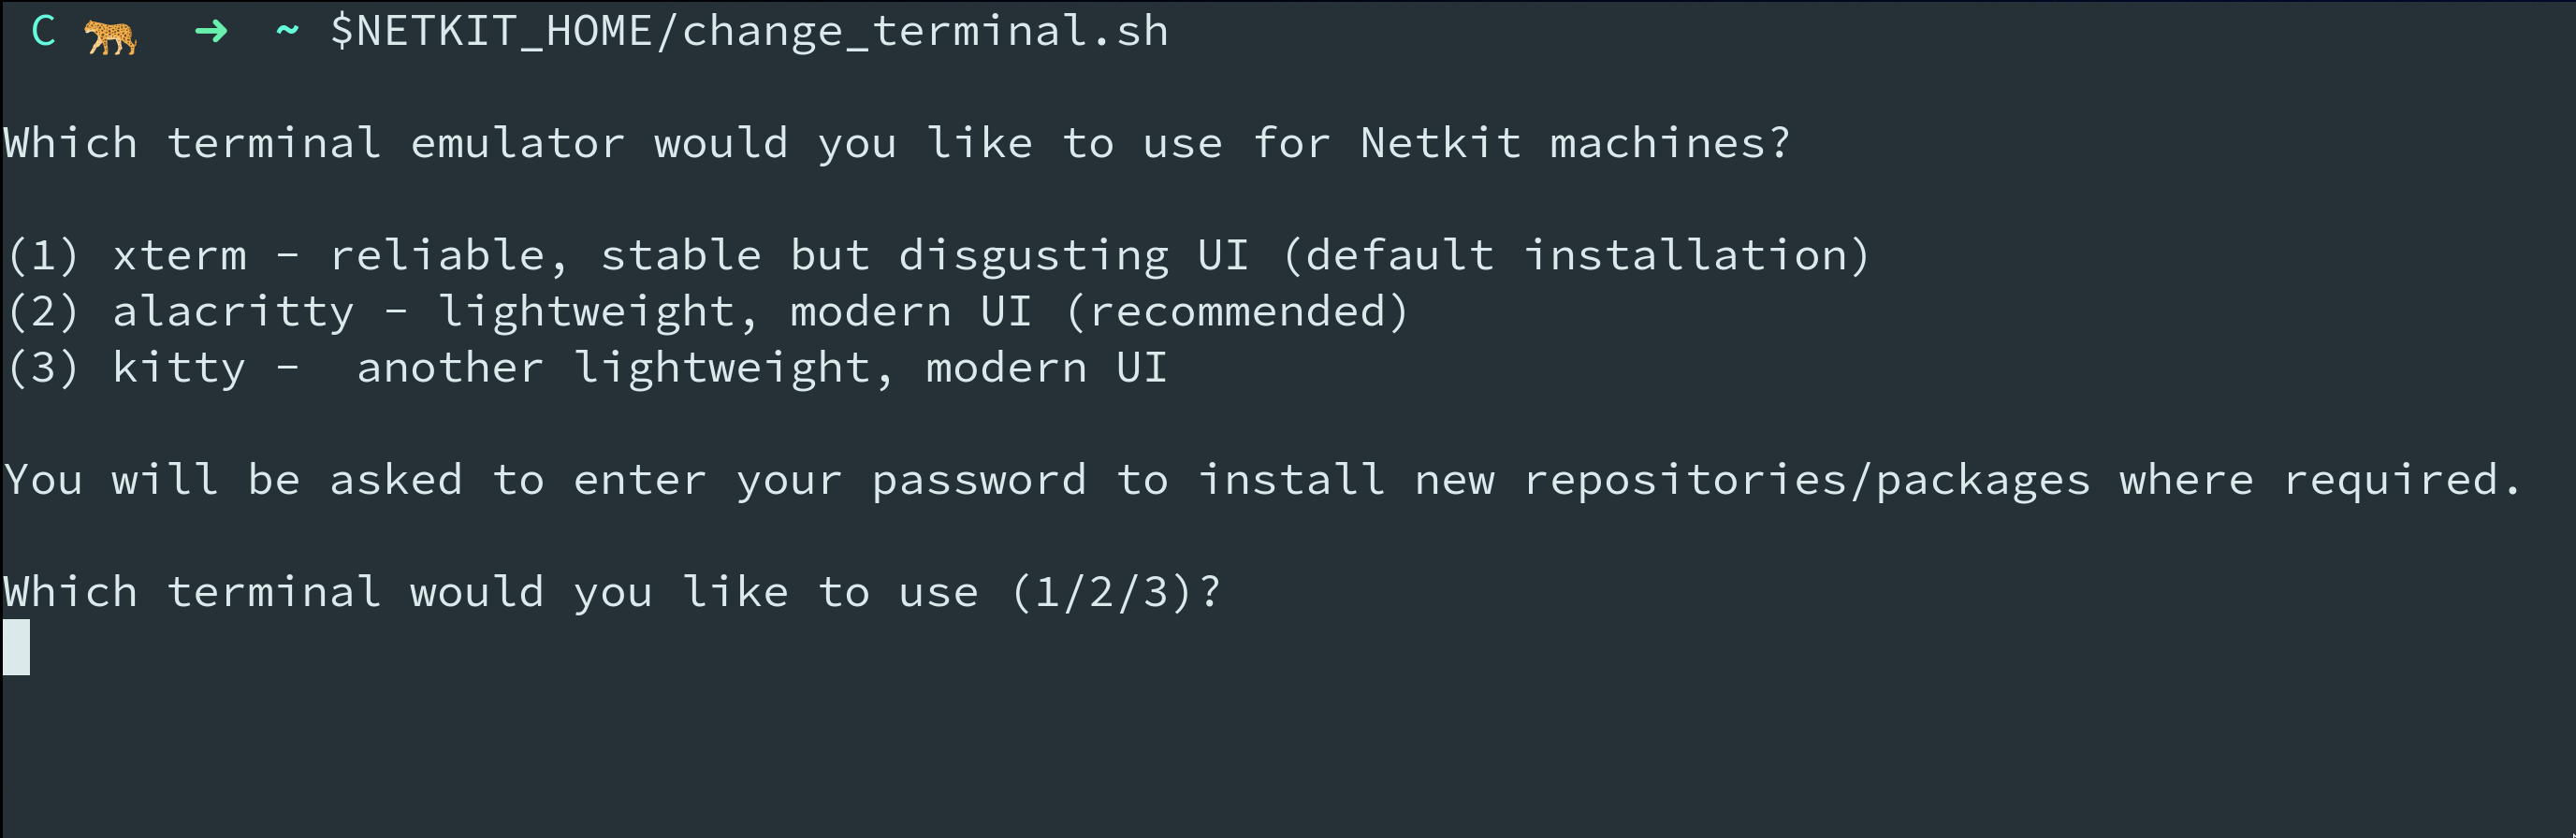 C 🐆 → ~ $NETKIT_HOME/change_terminal.sh
Which terminal emulator would you like to use for Netkit machines?
(1) xterm - reliable, stable but disgusting UI (default installation)
(2) alacritty - lightweight, modern UI (recommended)
(3) kitty -  another lightweight, modern UI
You will be asked to enter your password to install new repositories/packages where required.
Which terminal would you like to use (1/2/3)?